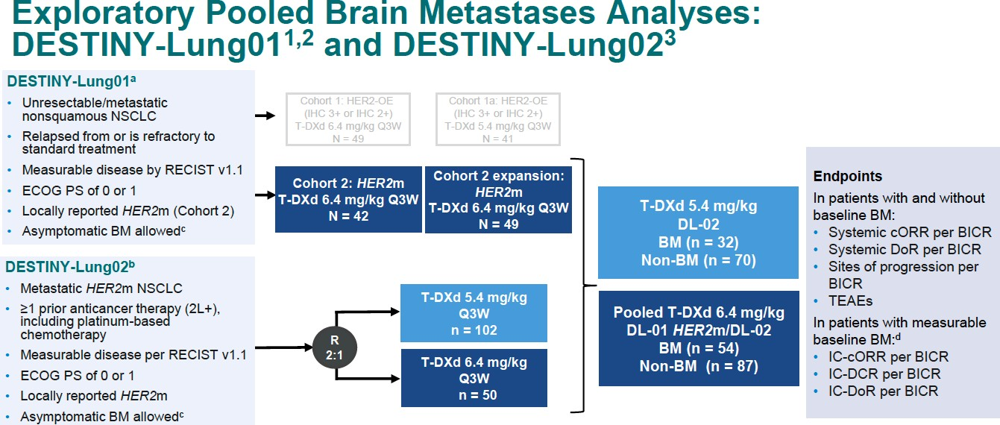 Exploratory Pooled Brain Metastases Analyses:
DESTINY-Lung01¹,² and DESTINY-Lung02³
DESTINY-Lung01ᵃ
• Unresectable/metastatic
nonsquamous NSCLC
• Relapsed from or is refractory to
standard treatment
• Measurable disease by RECIST v1.1
• ECOG PS of 0 or 1
• Locally reported HER2m (Cohort 2)
• Asymptomatic BM allowedᶜ
Cohort 1: HER2-OE
(IHC 3+ or IHC 2+)
T-DXd 6.4 mg/kg Q3W
N = 49
Cohort 1a: HER2-OE
(IHC 3+ or IHC 2+)
T-DXd 5.4 mg/kg Q3W
N = 41
Cohort 2: HER2m
T-DXd 6.4 mg/kg Q3W
N = 42
Cohort 2 expansion:
HER2m
T-DXd 6.4 mg/kg Q3W
N = 49
DESTINY-Lung02ᵇ
• Metastatic HER2m NSCLC
• ≥1 prior anticancer therapy (2L+),
including platinum-based
chemotherapy
• Measurable disease per RECIST v1.1
• ECOG PS of 0 or 1
• Locally reported HER2m
• Asymptomatic BM allowedᶜ
R
2:1
T-DXd 5.4 mg/kg
Q3W
n = 102
T-DXd 6.4 mg/kg
Q3W
n = 50
T-DXd 5.4 mg/kg
DL-02
BM (n = 32)
Non-BM (n = 70)
Pooled T-DXd 6.4 mg/kg
DL-01 HER2m/DL-02
BM (n = 54)
Non-BM (n = 87)
Endpoints
In patients with and without
baseline BM:
• Systemic cORR per BICR
• Systemic DoR per BICR
• Sites of progression per
BICR
• TEAEs
In patients with measurable
baseline BM:ᵈ
• IC-cORR per BICR
• IC-DCR per BICR
• IC-DoR per BICR